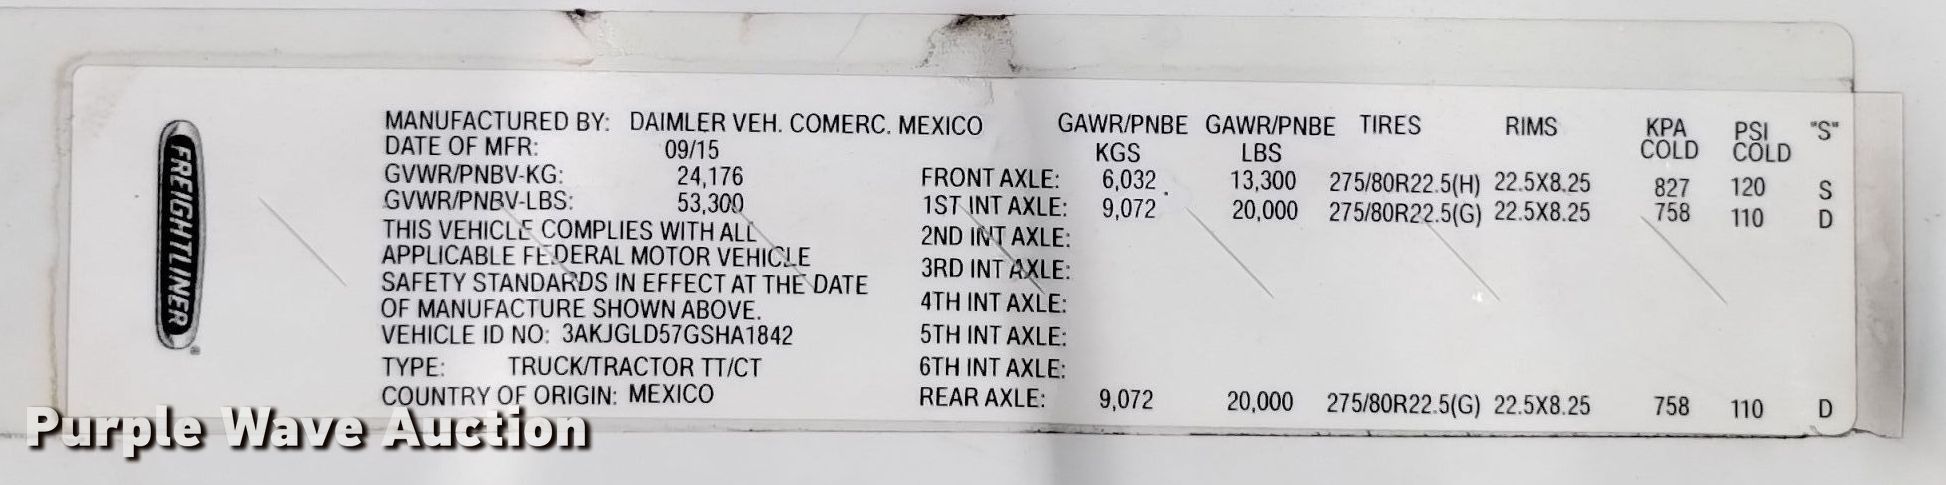 FREIGHTLINER
MANUFACTURED BY: DAIMLER VEH. COMERC. MEXICO
DATE OF MFR: 09/15
GVWR/PNBV-KG: 24,176
GVWR/PNBV-LBS: 53,300
THIS VEHICLE COMPLIES WITH ALL
APPLICABLE FEDERAL MOTOR VEHICLE
SAFETY STANDARDS IN EFFECT AT THE DATE
OF MANUFACTURE SHOWN ABOVE.
VEHICLE ID NO: 3AKJGLD57GSHA1842
TYPE: TRUCK/TRACTOR TT/CT
COUNTRY OF ORIGIN: MEXICO
GAWR/PNBE GAWR/PNBE TIRES RIMS KPA PSI "S"
KGS LBS COLD COLD
FRONT AXLE: 6,032 13,300 275/80R22.5(H) 22.5X8.25 827 120 S
1ST INT AXLE: 9,072 20,000 275/80R22.5(G) 22.5X8.25 758 110 D
2ND INT AXLE:
3RD INT AXLE:
4TH INT AXLE:
5TH INT AXLE:
6TH INT AXLE:
REAR AXLE: 9,072 20,000 275/80R22.5(G) 22.5X8.25 758 110 D
Purple Wave Auction